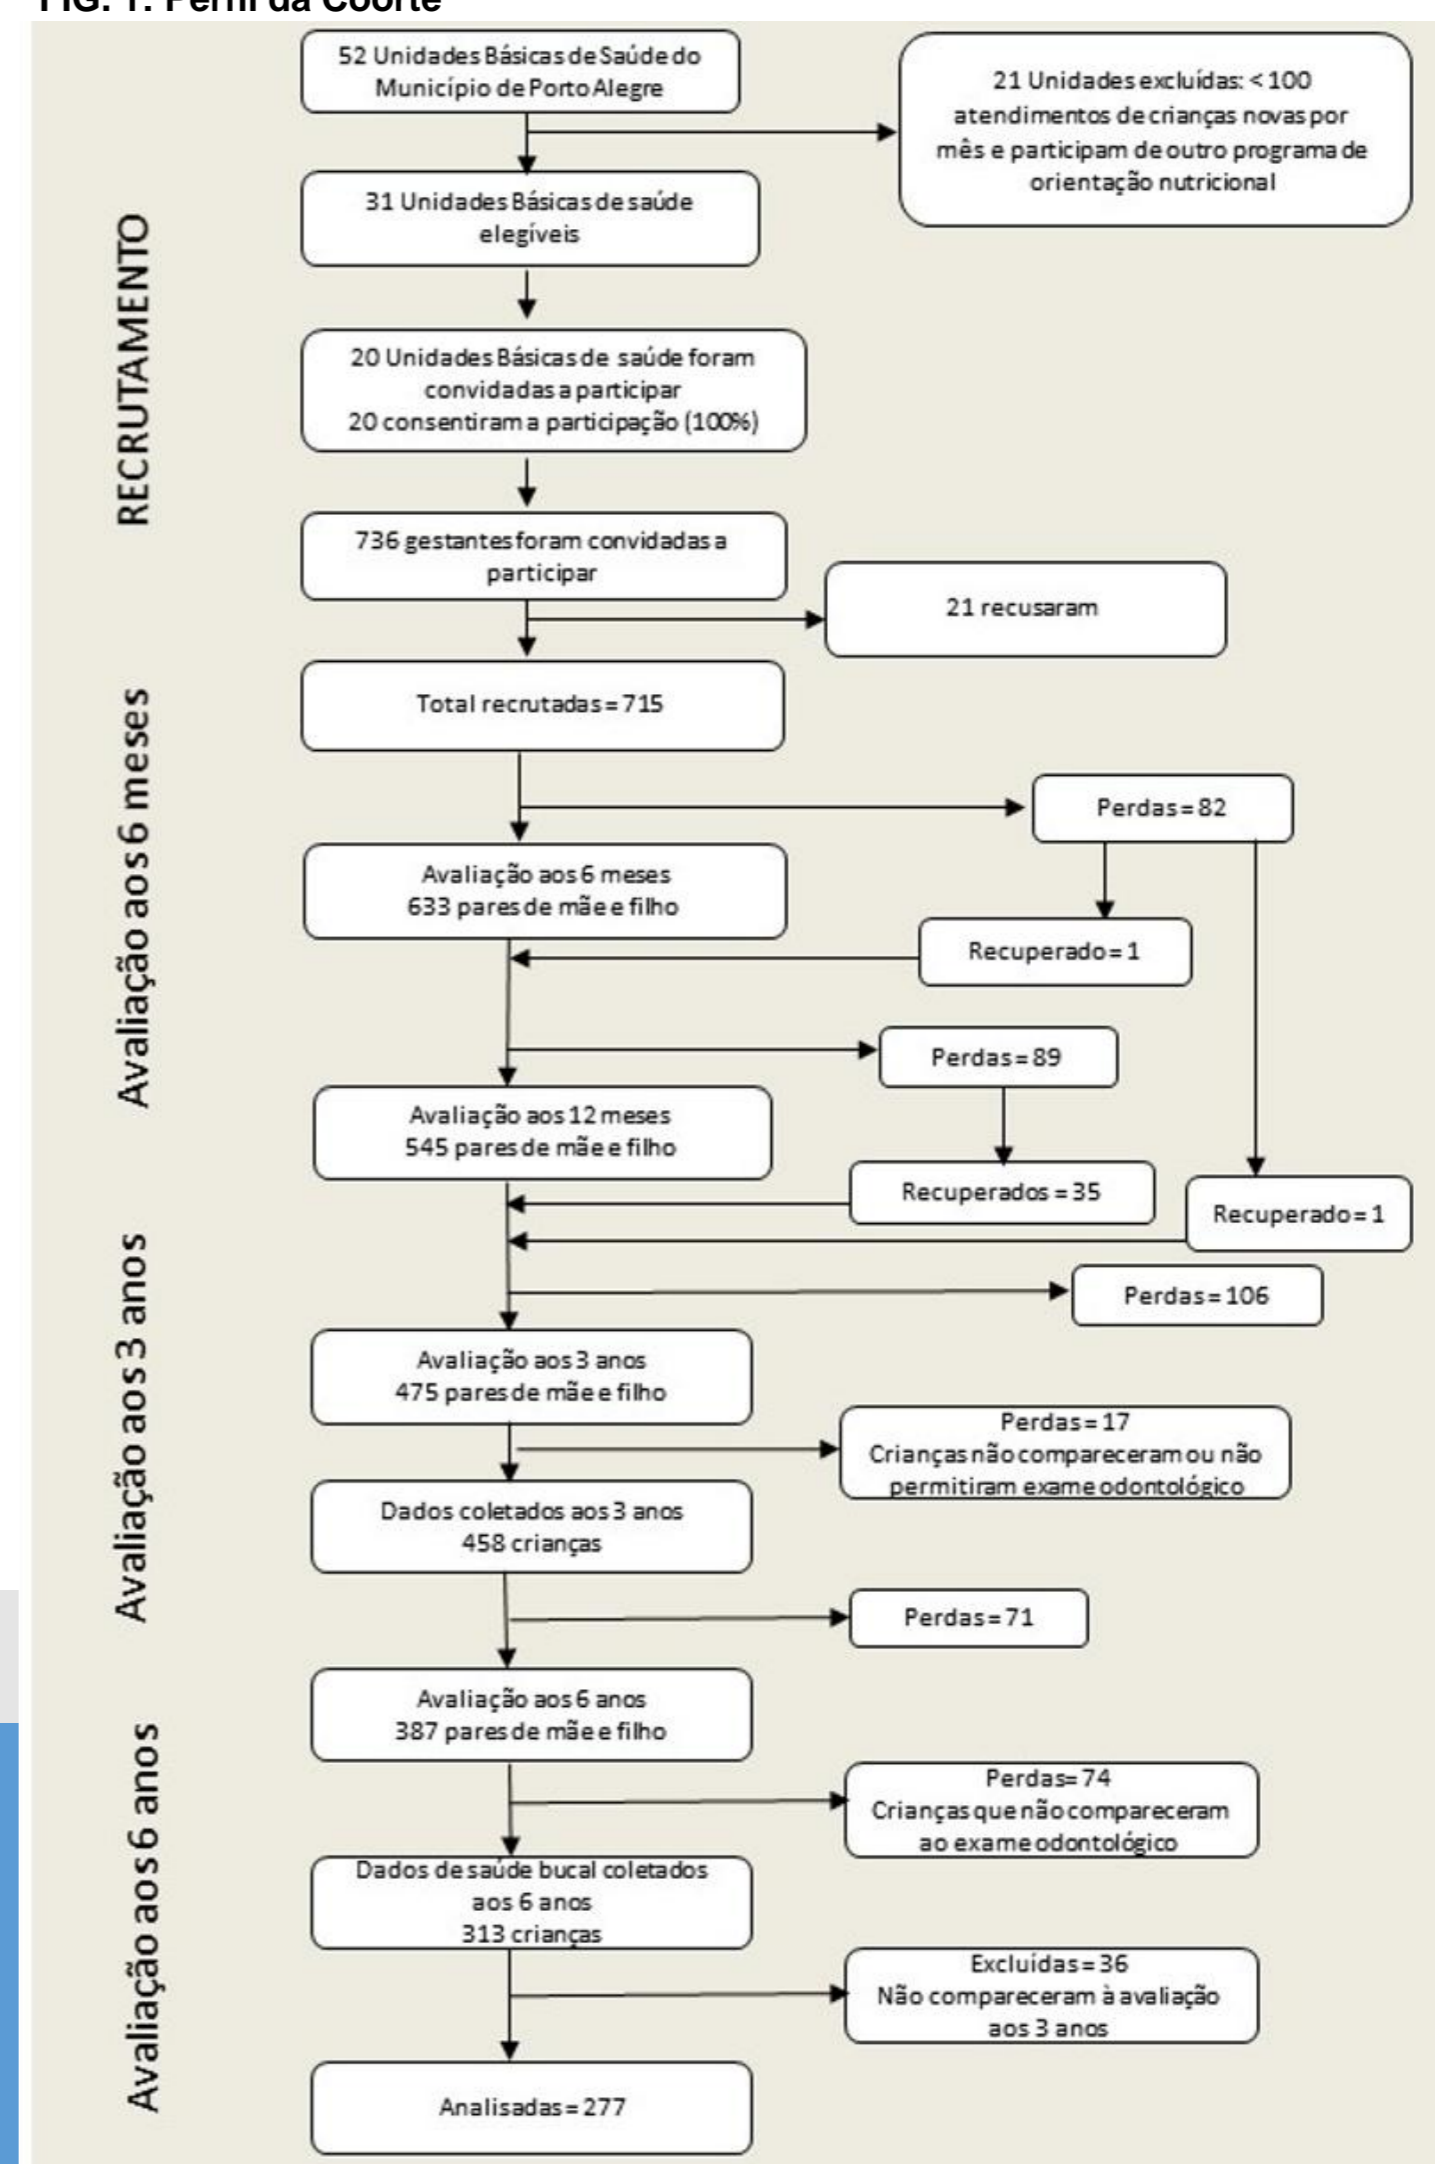 FIG. 1: Perfil da Coorte
52 Unidades Básicas de Saúde do
Município de Porto Alegre
21 Unidades excluídas: < 100
atendimentos de crianças novas por
mês e participam de outro programa de
orientação nutricional
31 Unidades Básicas de saúde
elegíveis
RECRUTAMENTO
20 Unidades Básicas de saúde foram
convidadas a participar
20 consentiram a participação (100%)
736 gestantes foram convidadas a
participar
21 recusaram
Total recrutadas = 715
Avaliação aos 6 meses
Perdas = 82
Avaliação aos 6 meses
633 pares de mãe e filho
Recuperado = 1
Perdas = 89
Avaliação aos 12 meses
545 pares de mãe e filho
Recuperados = 35
Recuperado = 1
Avaliação aos 3 anos
Perdas = 106
Avaliação aos 3 anos
475 pares de mãe e filho
Perdas = 17
Crianças não compareceram ou não
permitiram exame odontológico
Dados coletados aos 3 anos
458 crianças
Perdas = 71
Avaliação aos 6 anos
387 pares de mãe e filho
Avaliação aos 6 anos
Perdas= 74
Crianças que não compareceram
ao exame odontológico
Dados de saúde bucal coletados
aos 6 anos
313 crianças
Excluídas = 36
Não compareceram à avaliação
aos 3 anos
Analisadas = 277